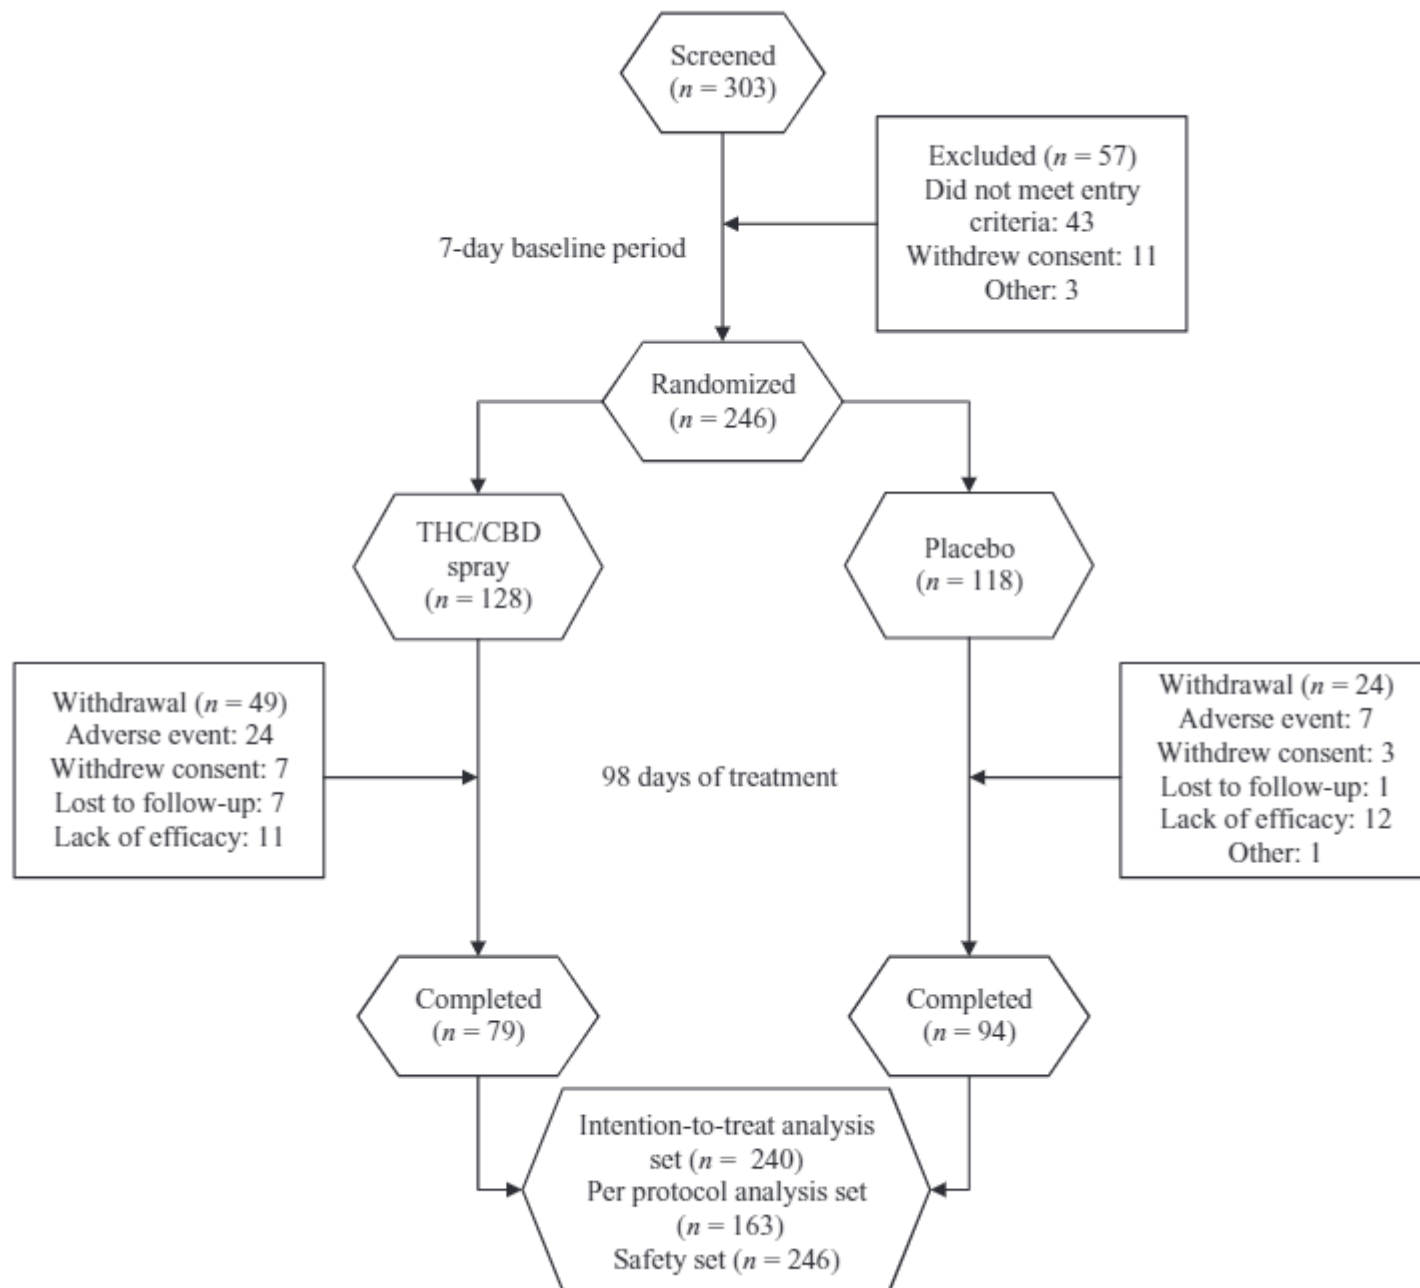 Screened
(n = 303)
Excluded (n = 57)
Did not meet entry
criteria: 43
Withdrew consent: 11
Other: 3
7-day baseline period
Randomized
(n = 246)
THC/CBD
spray
(n = 128)
Placebo
(n = 118)
Withdrawal (n = 49)
Adverse event: 24
Withdrew consent: 7
Lost to follow-up: 7
Lack of efficacy: 11
98 days of treatment
Withdrawal (n = 24)
Adverse event: 7
Withdrew consent: 3
Lost to follow-up: 1
Lack of efficacy: 12
Other: 1
Completed
(n = 79)
Completed
(n = 94)
Intention-to-treat analysis
set (n = 240)
Per protocol analysis set
(n = 163)
Safety set (n = 246)